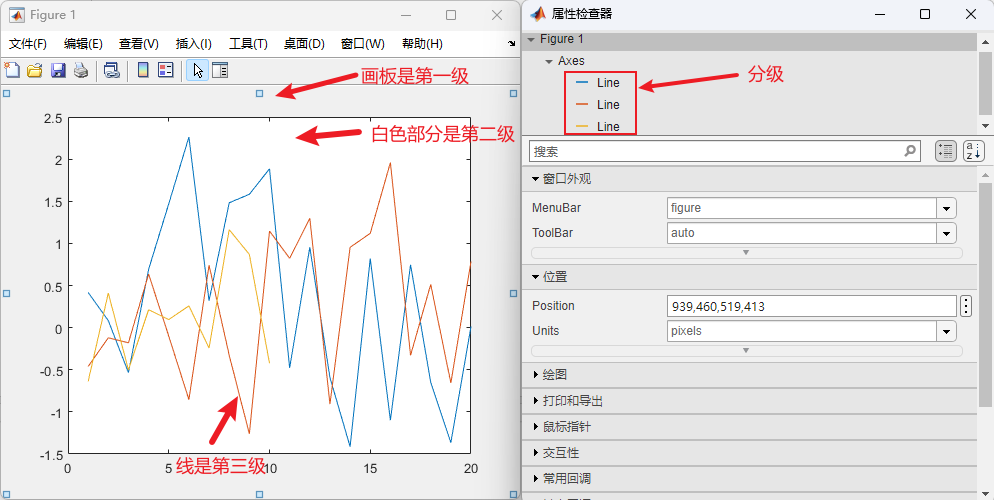 Figure 1
文件(F) 编辑(E) 查看(V) 插入(I) 工具(T) 桌面(D) 窗口(W) 帮助(H)
画板是第一级
白色部分是第二级
2.5
2
1.5
1
0.5
0
-0.5
-1
-1.5
线是第三级
0 5 10 15 20
属性检查器
Figure 1
Axes
Line
Line
Line
分级
搜索
窗口外观
MenuBar figure
ToolBar auto
位置
Position 939,460,519,413
Units pixels
绘图
打印和导出
鼠标指针
交互性
常用回调